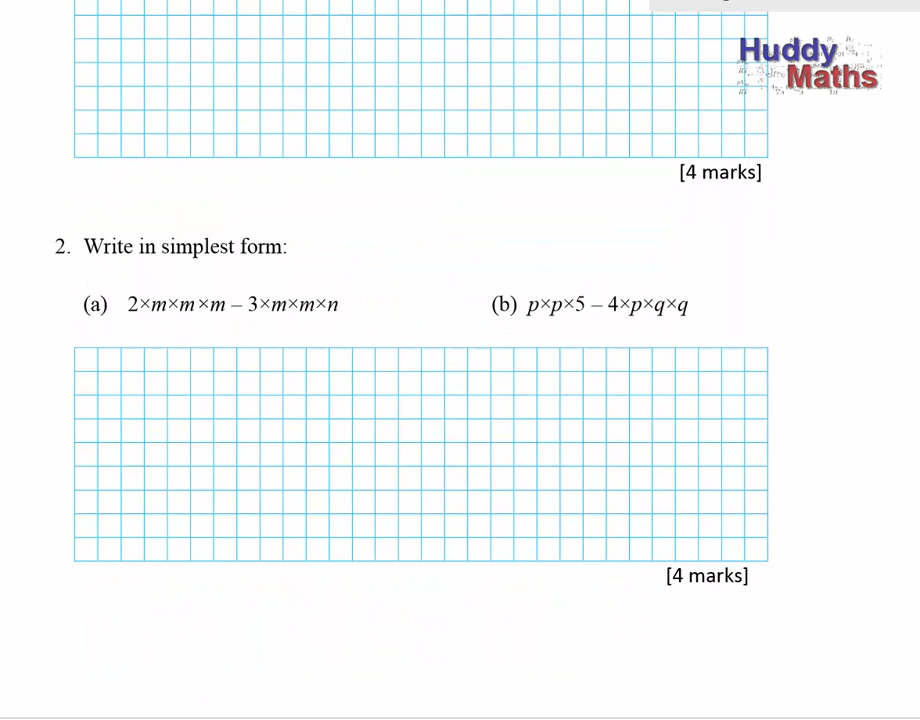 Huddy
Maths
[4 marks]
2. Write in simplest form:
(a) 2×m×m×m – 3×m×m×n
(b) p×p×5 – 4×p×q×q
[4 marks]